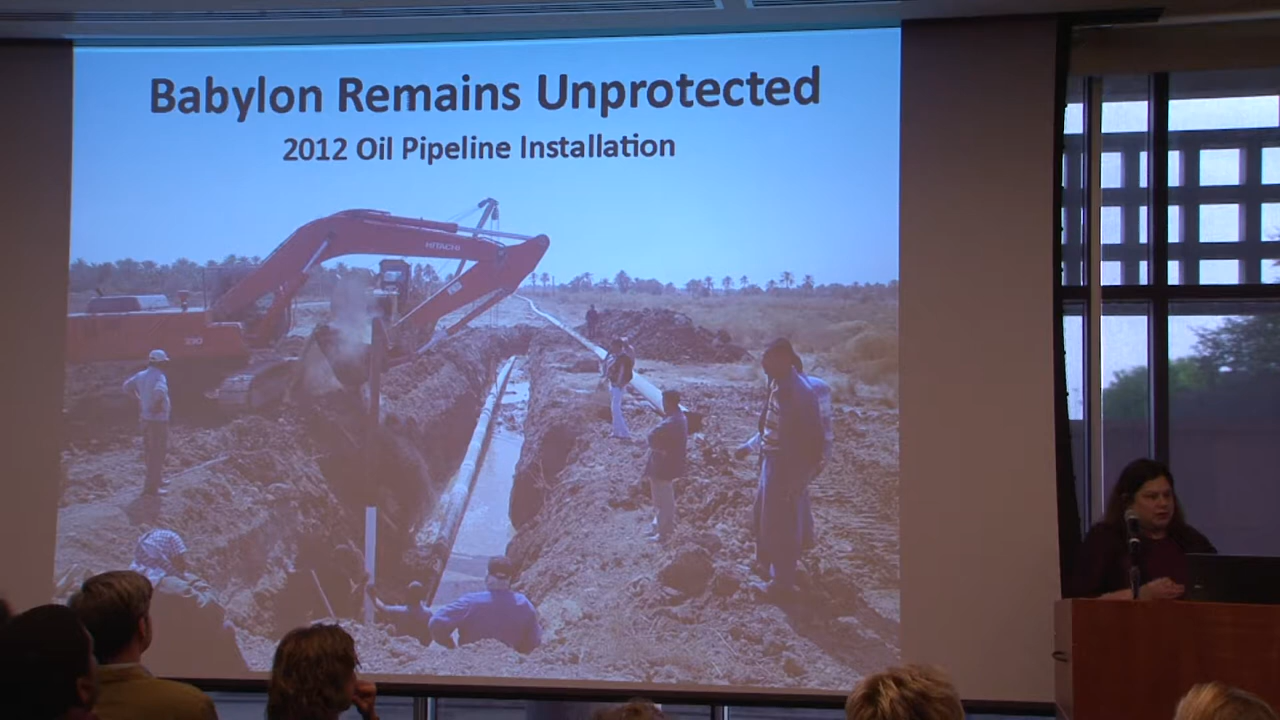 Babylon Remains Unprotected
2012 Oil Pipeline Installation
HITACHI